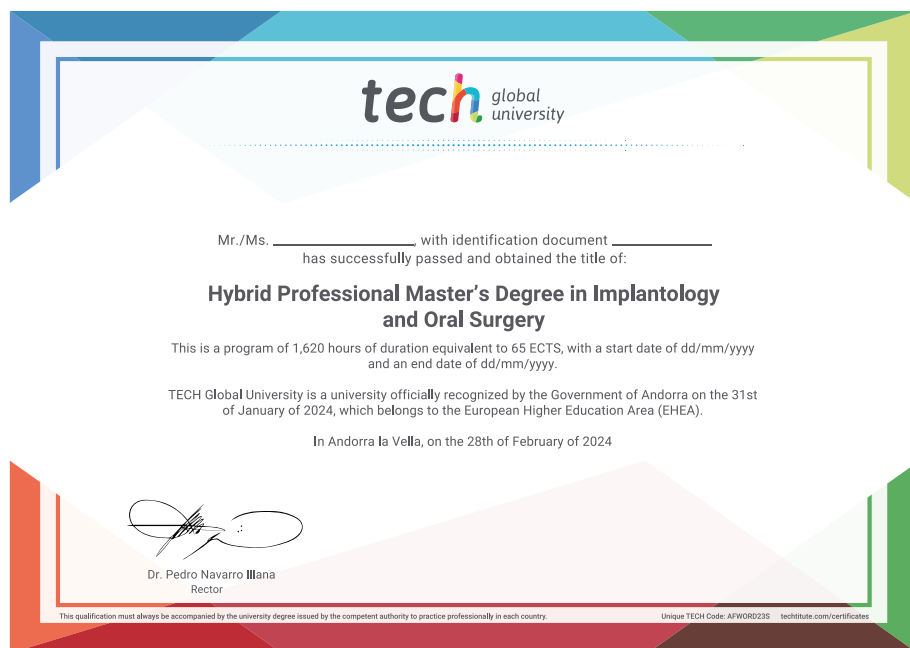 tech global
university
Mr./Ms. ____________________, with identification document ______________
has successfully passed and obtained the title of:
Hybrid Professional Master’s Degree in Implantology
and Oral Surgery
This is a program of 1,620 hours of duration equivalent to 65 ECTS, with a start date of dd/mm/yyyy
and an end date of dd/mm/yyyy.
TECH Global University is a university officially recognized by the Government of Andorra on the 31st
of January of 2024, which belongs to the European Higher Education Area (EHEA).
In Andorra la Vella, on the 28th of February of 2024
Dr. Pedro Navarro Illana
Rector
This qualification must always be accompanied by the university degree issued by the competent authority to practice professionally in each country.
Unique TECH Code: AFWORD23S techtitute.com/certificates